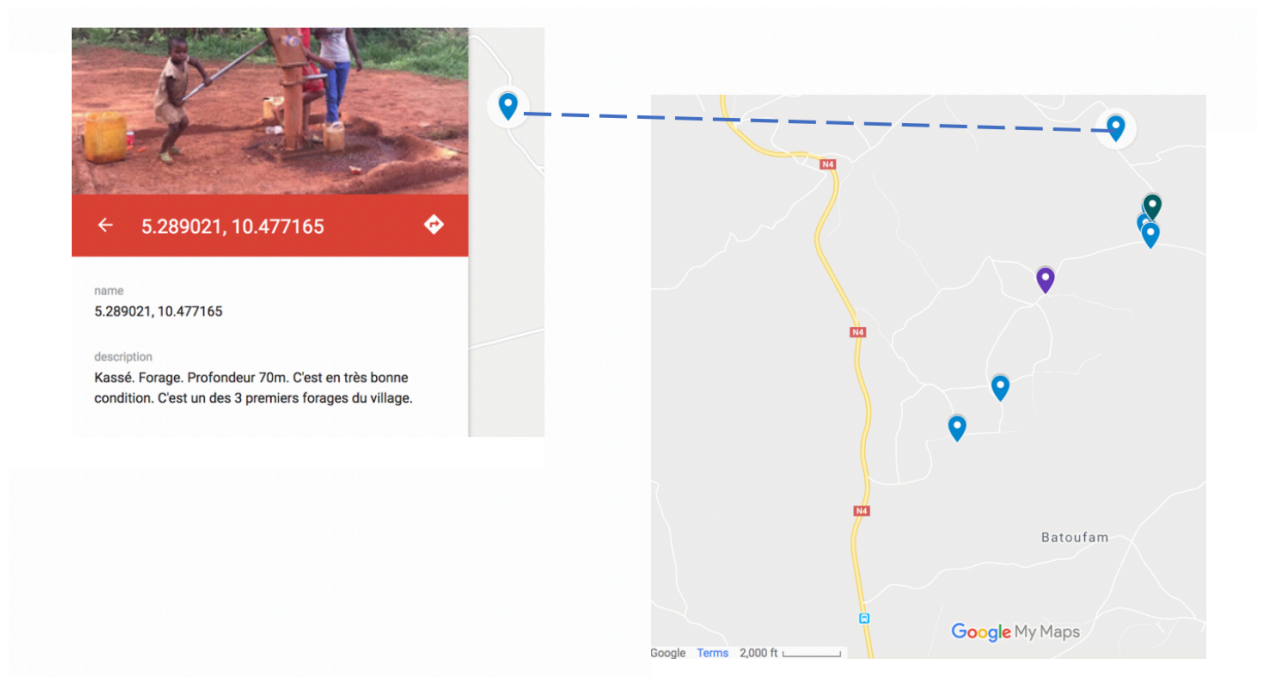 5.289021, 10.477165
name
5.289021, 10.477165
description
Kassé. Forage. Profondeur 70m. C'est en très bonne
condition. C'est un des 3 premiers forages du village.
N4
N4
N4
Batoufam
Google My Maps
Google Terms 2,000 ft